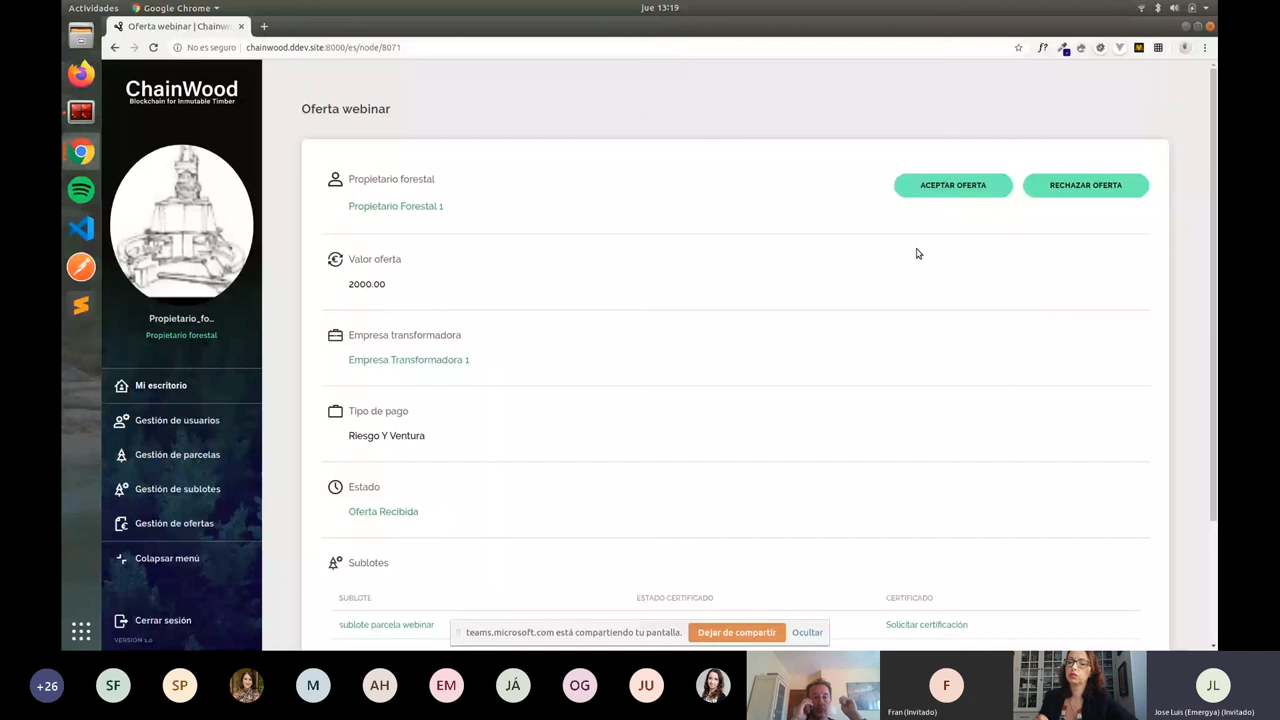 Actividades
Google Chrome
jue 13:19
Oferta webinar | Chainwo
No es seguro
chainwood.ddev.site:8000/es/node/8071
ChainWood
Blockchain for Inmutable Timber
Propietario_fo...
Propietario forestal
Mi escritorio
Gestión de usuarios
Gestión de parcelas
Gestión de sublotes
Gestión de ofertas
Colapsar menú
Cerrar sesión
VERSIÓN 1.0
Oferta webinar
Propietario forestal
Propietario Forestal 1
ACEPTAR OFERTA
RECHAZAR OFERTA
Valor oferta
2000.00
Empresa transformadora
Empresa Transformadora 1
Tipo de pago
Riesgo Y Ventura
Estado
Oferta Recibida
Sublotes
SUBLOTE
ESTADO CERTIFICADO
CERTIFICADO
sublote parcela webinar
Solicitar certificación
teams.microsoft.com está compartiendo tu pantalla.
Dejar de compartir
Ocultar
+26
SF
SP
M
AH
EM
JÁ
OG
JU
F
Fran (Invitado)
JL
Jose Luis (Emergya) (Invitado)